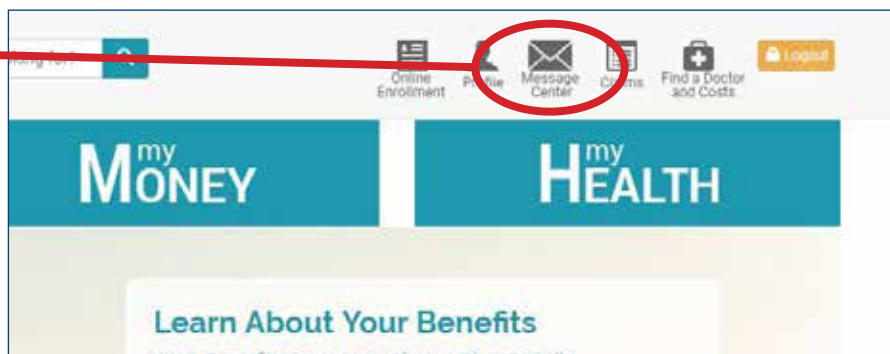 Online Enrollment
Profile
Message Center
Claims
Find a Doctor and Costs
Logout
my MONEY
my HEALTH
Learn About Your Benefits